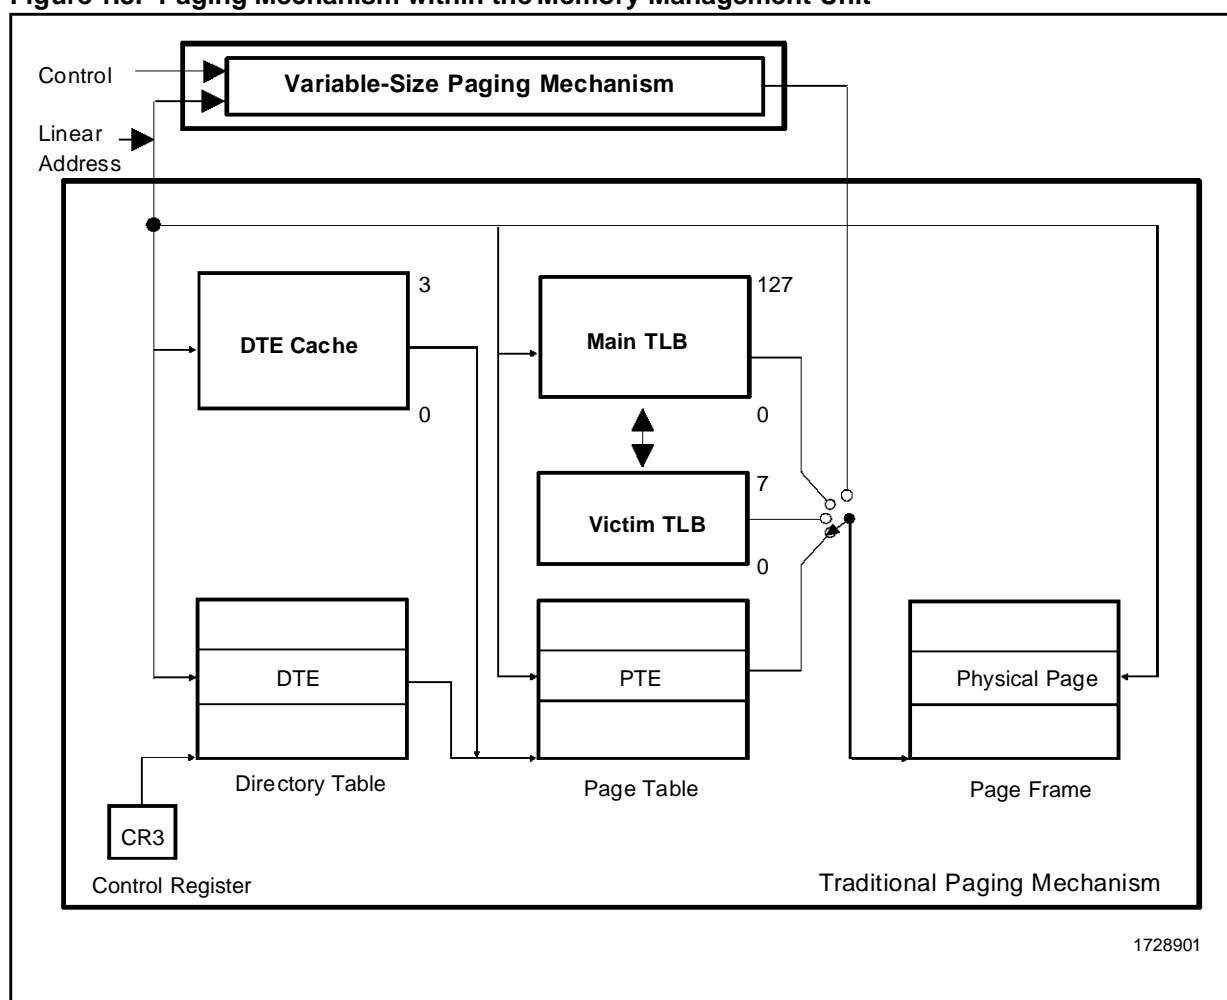 Figure 1.3. Paging Mechanism within the Memory Management Unit
Control
Variable-Size Paging Mechanism
Linear
Address
3
127
DTE Cache
Main TLB
0
0
7
Victim TLB
0
DTE
PTE
Physical Page
Directory Table
Page Table
Page Frame
CR3
Control Register
Traditional Paging Mechanism
1728901